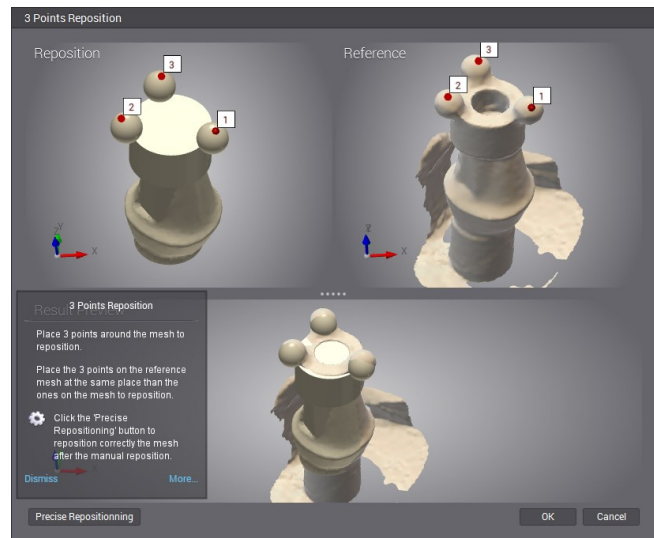 3 Points Reposition
Reposition
Reference
3
2
1
3
2
1
Y
X
Z
X
Result Preview
3 Points Reposition
Place 3 points around the mesh to
reposition.
Place the 3 points on the reference
mesh at the same place than the
ones on the mesh to reposition.
Click the 'Precise
Repositioning' button to
reposition correctly the mesh
after the manual reposition.
Dismiss
More...
Precise Repositionning
OK
Cancel